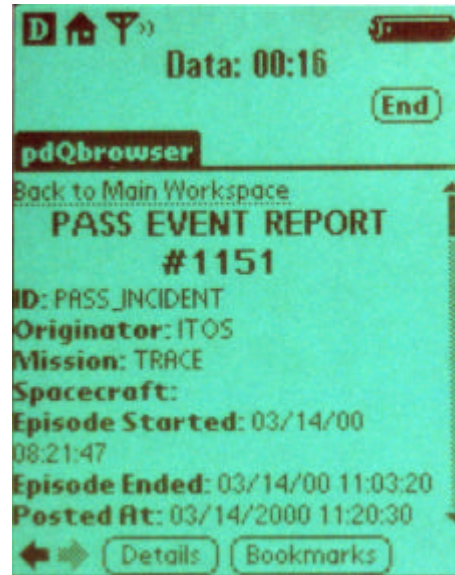 D
Data: 00:16
End
pdQbrowser
Back to Main Workspace
PASS EVENT REPORT
#1151
ID: PASS_INCIDENT
Originator: ITOS
Mission: TRACE
Spacecraft:
Episode Started: 03/14/00
08:21:47
Episode Ended: 03/14/00 11:03:20
Posted At: 03/14/2000 11:20:30
Details Bookmarks